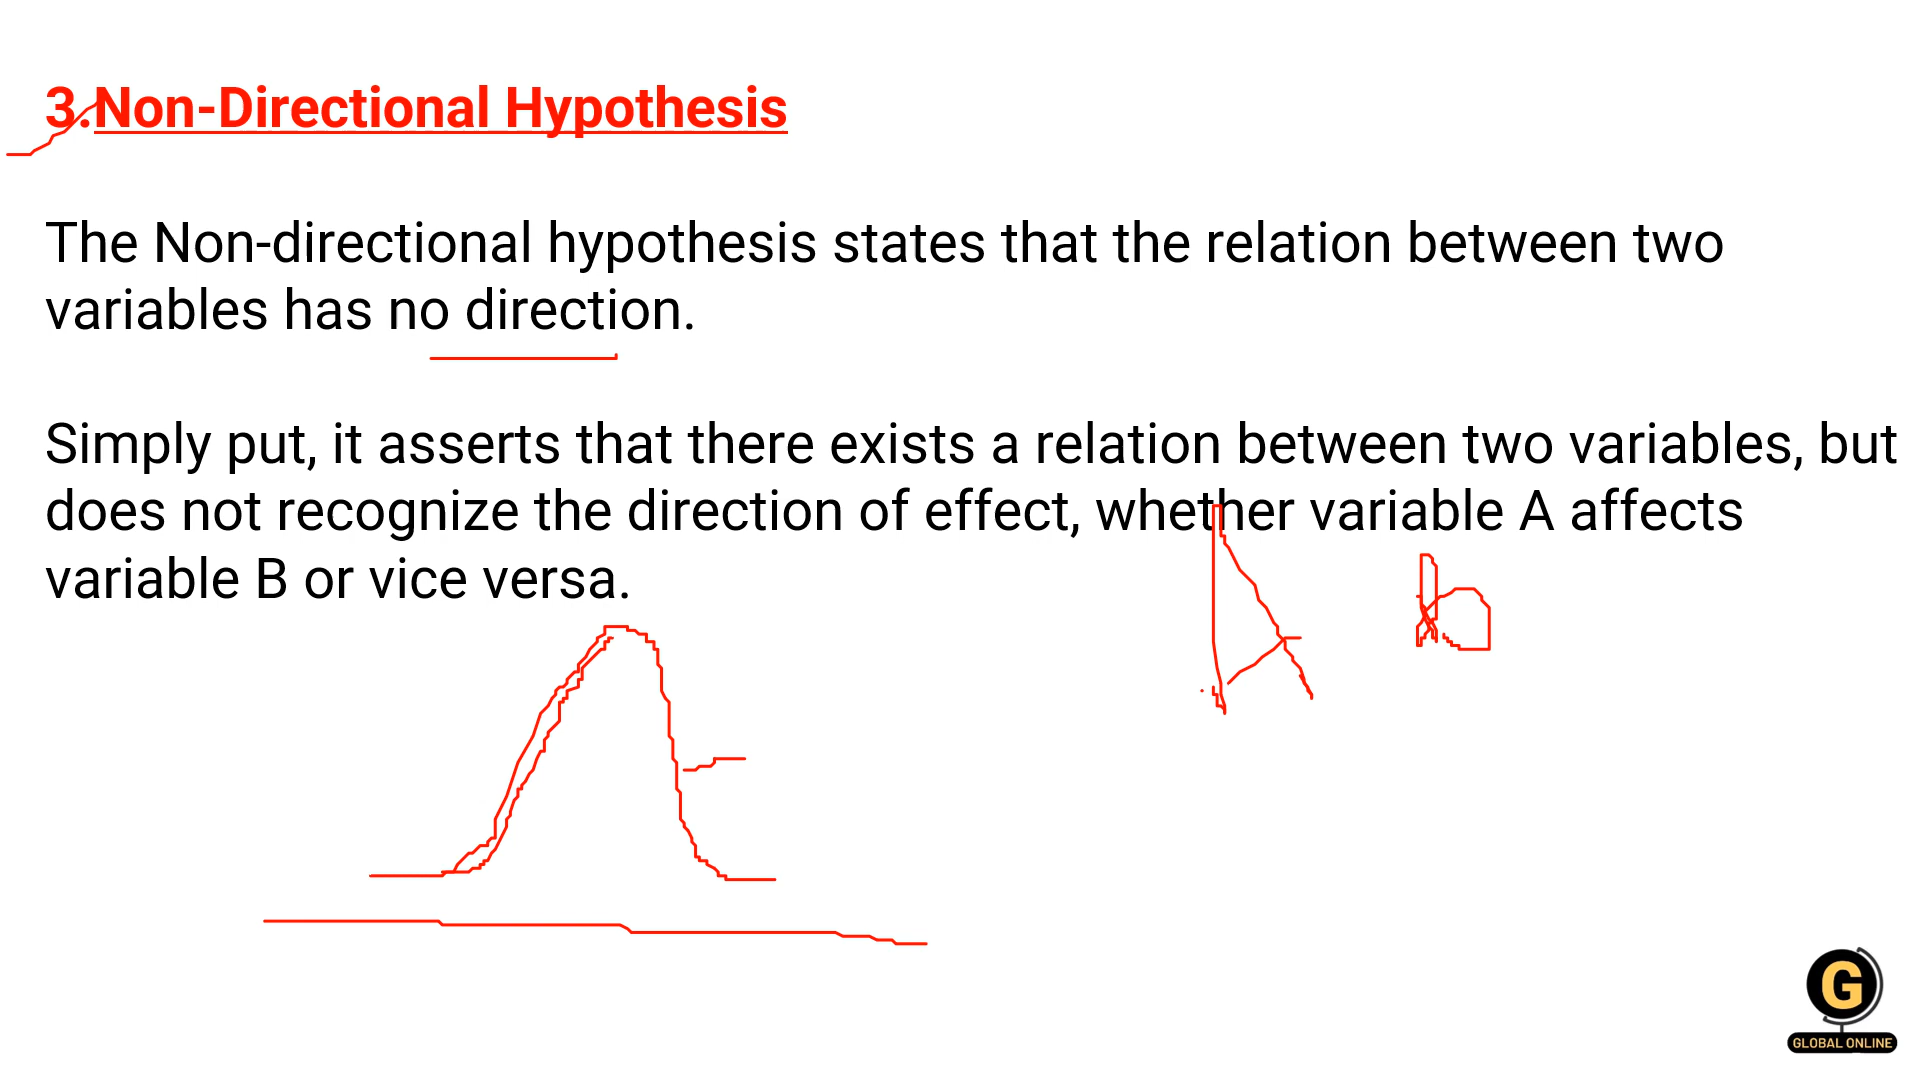 3.Non-Directional Hypothesis
The Non-directional hypothesis states that the relation between two
variables has no direction.
Simply put, it asserts that there exists a relation between two variables, but
does not recognize the direction of effect, whether variable A affects
variable B or vice versa.
A b
G
GLOBAL ONLINE